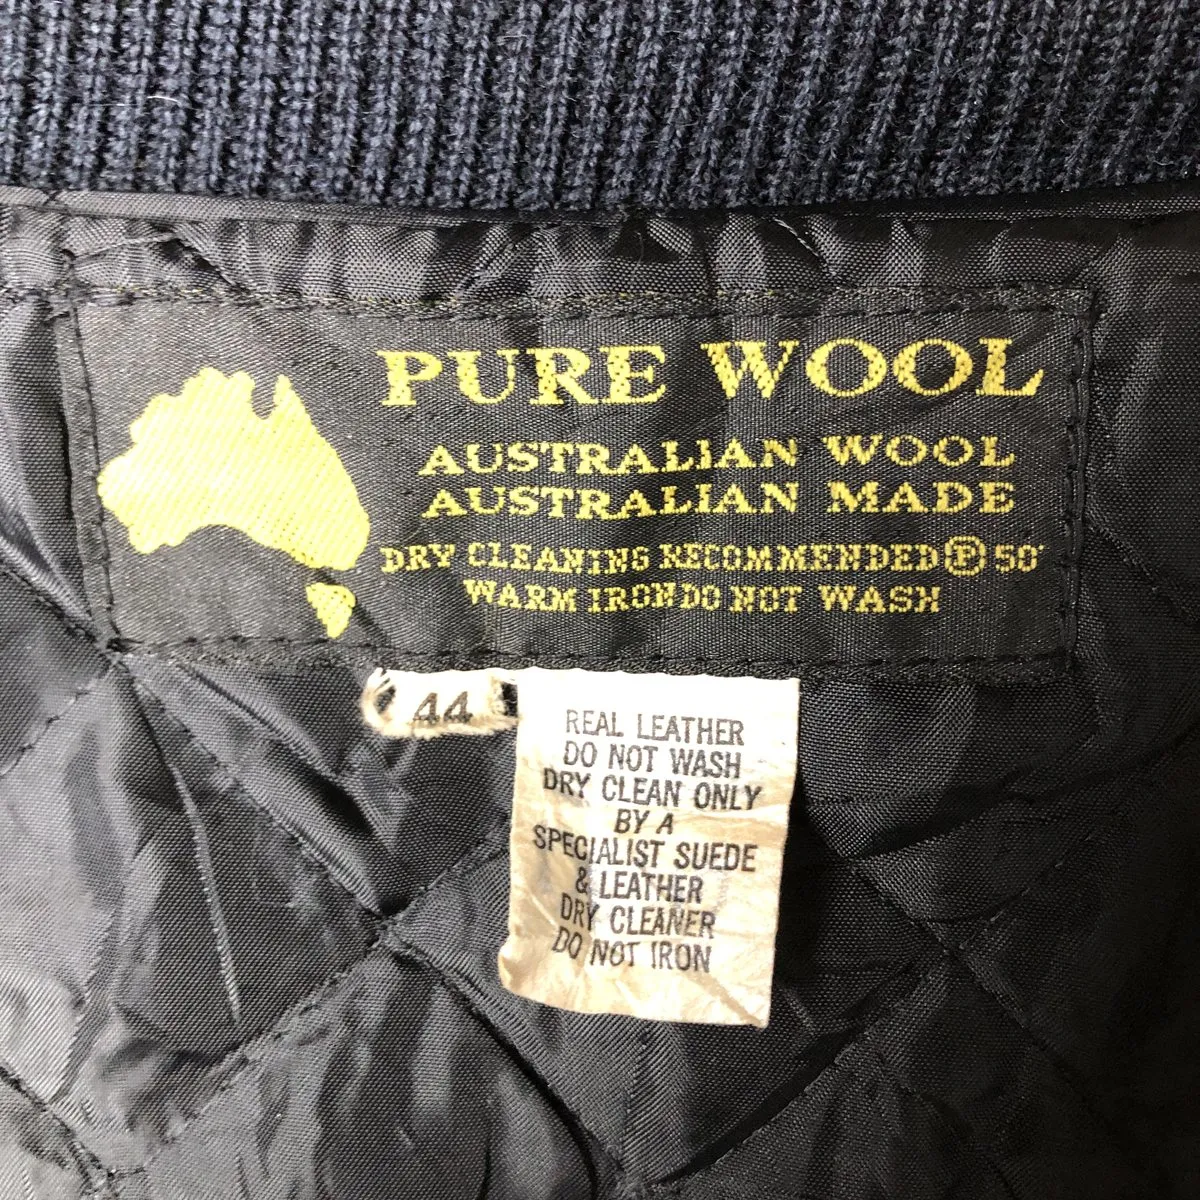 PURE WOOL
AUSTRALIAN WOOL
AUSTRALIAN MADE
DRY CLEANING RECOMMENDED Ⓟ 50°
WARM IRON DO NOT WASH
44
REAL LEATHER
DO NOT WASH
DRY CLEAN ONLY
BY A
SPECIALIST SUEDE
& LEATHER
DRY CLEANER
DO NOT IRON